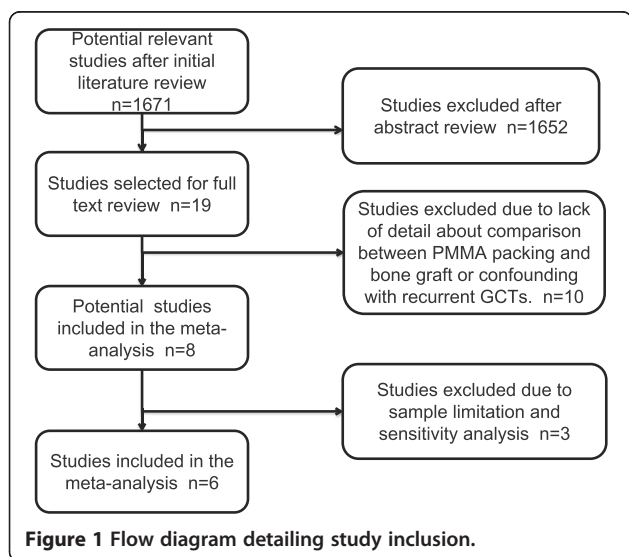 Potential relevant
studies after initial
literature review
n=1671
Studies excluded after
abstract review n=1652
Studies selected for full
text review n=19
Studies excluded due to lack
of detail about comparison
between PMMA packing and
bone graft or confounding
with recurrent GCTs. n=10
Potential studies
included in the meta-
analysis n=8
Studies excluded due to
sample limitation and
sensitivity analysis n=3
Studies included in the
meta-analysis n=6
Figure 1 Flow diagram detailing study inclusion.